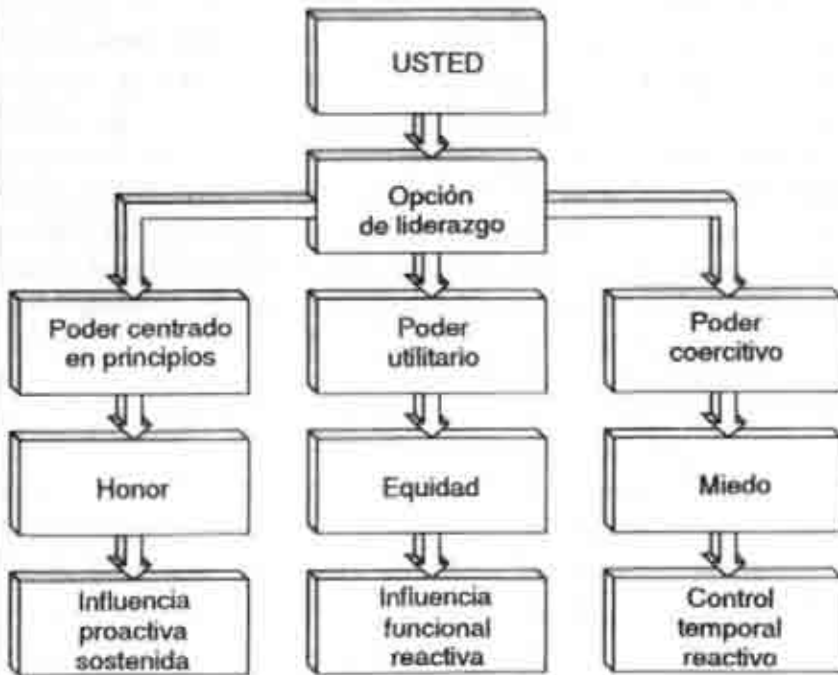 USTED
Opción
de liderazgo
Poder centrado
en principios
Poder
utilitario
Poder
coercitivo
Honor
Equidad
Miedo
Influencia
proactiva
sostenida
Influencia
funcional
reactiva
Control
temporal
reactivo